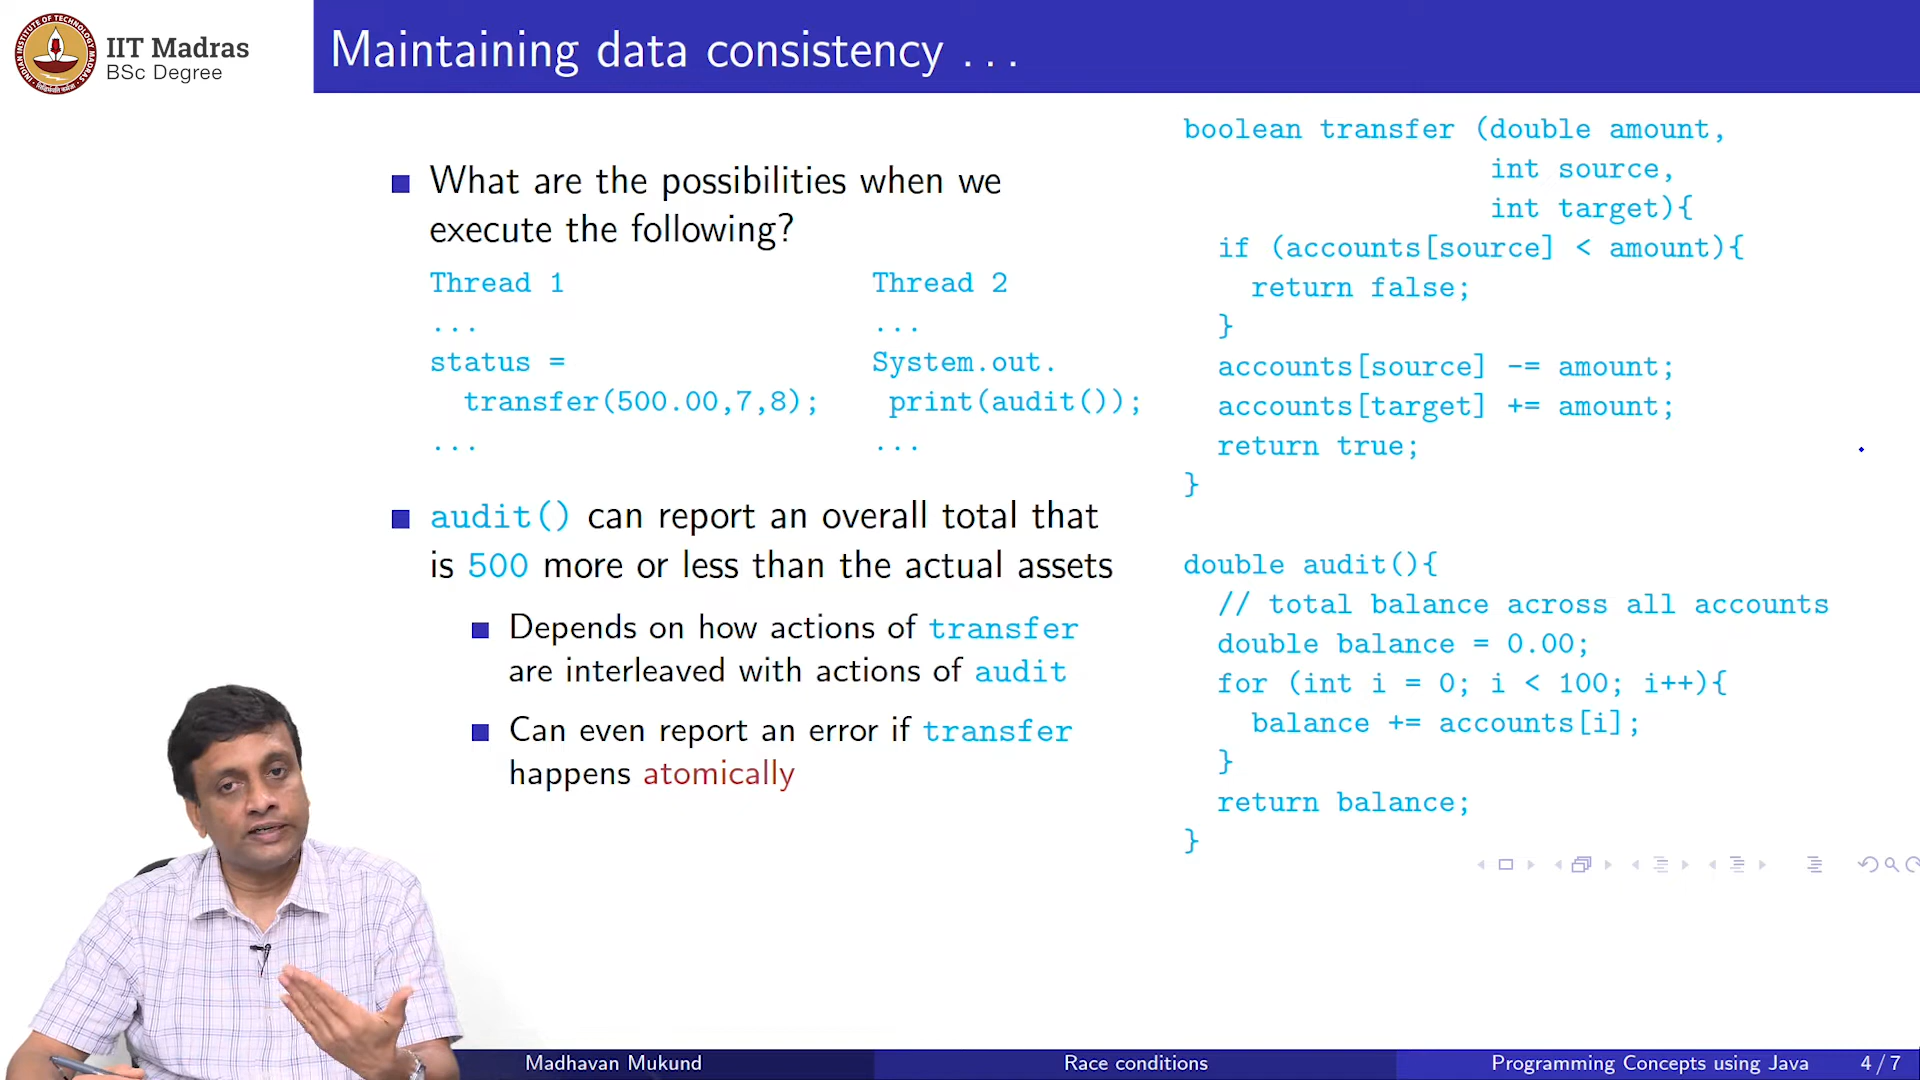 IIT Madras
BSc Degree
Maintaining data consistency . . .
What are the possibilities when we
execute the following?
Thread 1
...
status =
transfer(500.00,7,8);
...
Thread 2
...
System.out.
print(audit());
...
audit() can report an overall total that
is 500 more or less than the actual assets
Depends on how actions of transfer
are interleaved with actions of audit
Can even report an error if transfer
happens atomically
boolean transfer (double amount,
int source,
int target){
if (accounts[source] < amount){
return false;
}
accounts[source] -= amount;
accounts[target] += amount;
return true;
}
double audit(){
// total balance across all accounts
double balance = 0.00;
for (int i = 0; i < 100; i++){
balance += accounts[i];
}
return balance;
}
Madhavan Mukund
Race conditions
Programming Concepts using Java
4 / 7